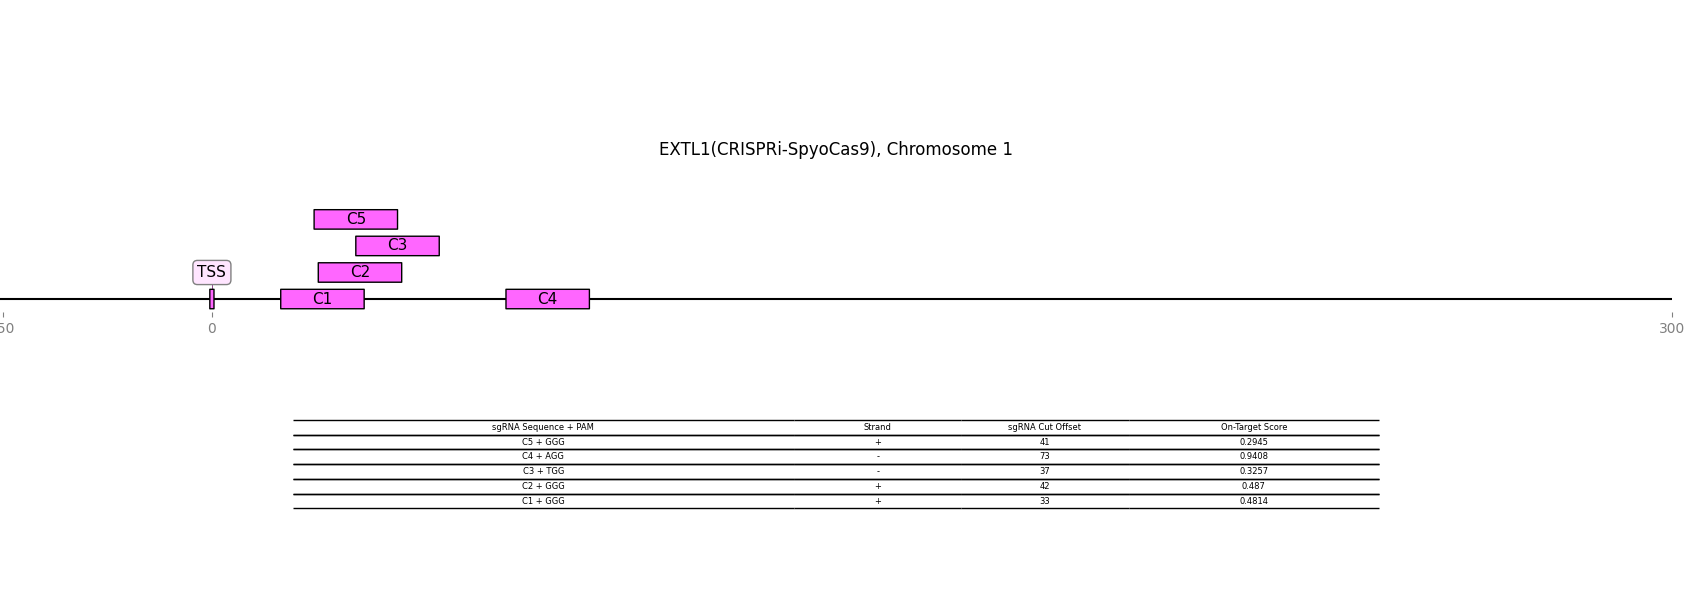 EXTL1(CRISPRi-SpyoCas9), Chromosome 1
C5
C3
TSS
C2
C1
C4
50
0
300
sgRNA Sequence + PAM Strand sgRNA Cut Offset On-Target Score
C5 + GGG + 41 0.2945
C4 + AGG - 73 0.9408
C3 + TGG - 37 0.3257
C2 + GGG + 42 0.487
C1 + GGG + 33 0.4814